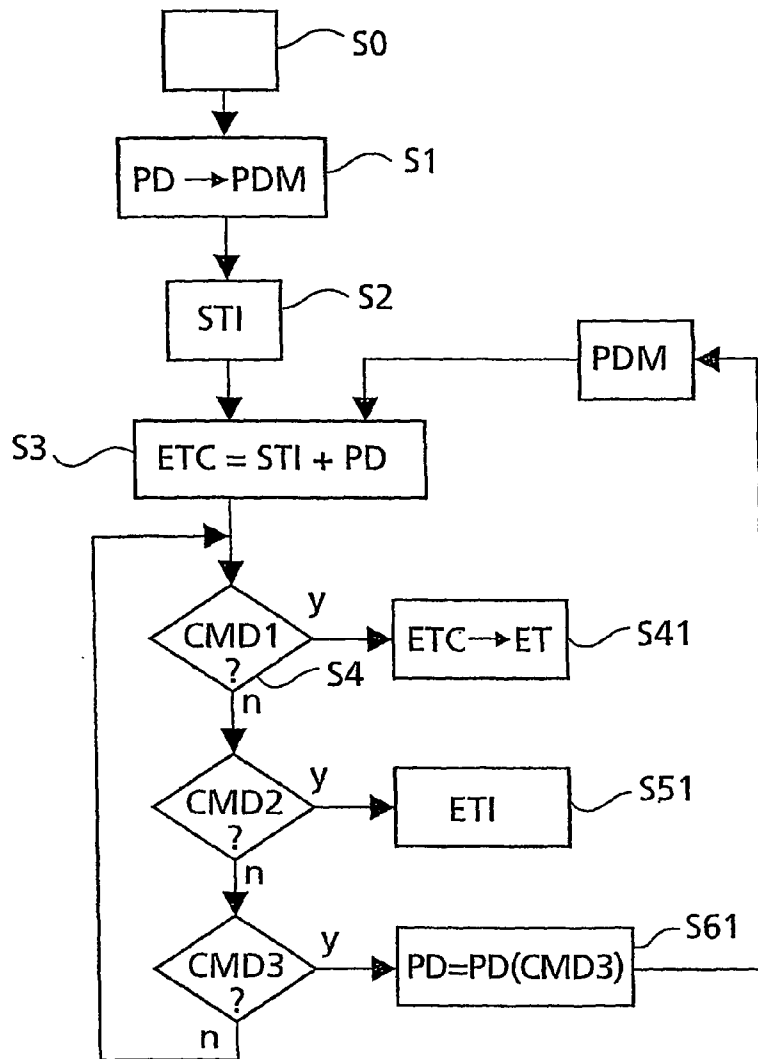 S0
PD → PDM
S1
STI
S2
PDM
S3
ETC = STI + PD
CMD1
?
y
S4
n
ETC → ET
S41
CMD2
?
y
n
ETI
S51
CMD3
?
y
n
PD=PD(CMD3)
S61